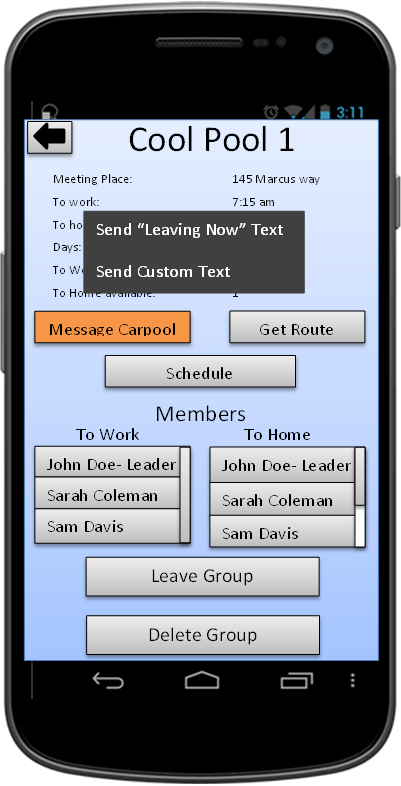 3:11
Cool Pool 1
Meeting Place: 145 Marcus way
To work: 7:15 am
To ho
Send “Leaving Now” Text
Days:
To Wo
Send Custom Text
To Home available: 1
Message Carpool Get Route
Schedule
Members
To Work To Home
John Doe- Leader John Doe- Leader
Sarah Coleman Sarah Coleman
Sam Davis Sam Davis
Leave Group
Delete Group